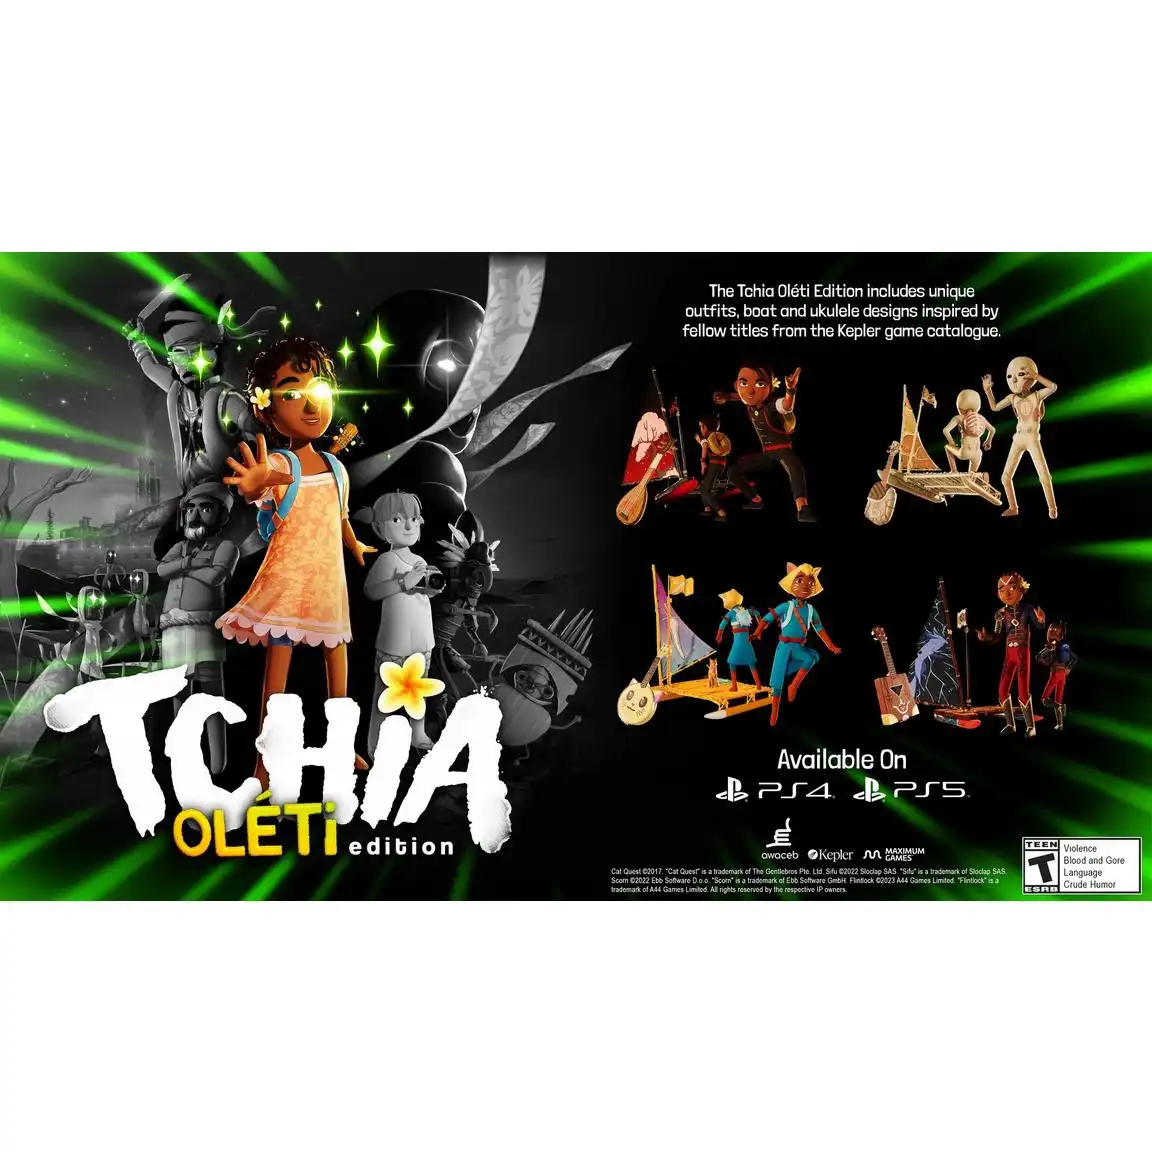 The Tchia Oléti Edition includes unique
outfits, boat and ukulele designs inspired by
fellow titles from the Kepler game catalogue.
TCHiA
OLÉTi edition
Available On
PS4 PS5
awaceb Kepler MAXIMUM GAMES
Cat Quest ©2017. "Cat Quest" is a trademark of The Gentlebros Pte. Ltd. Sifu ©2022 Sloclap SAS. "Sifu" is a trademark of Sloclap SAS.
Scorn ©2022 Ebb Software D.o.o. "Scorn" is a trademark of Ebb Software GmbH. Flintlock ©2023 A44 Games Limited. "Flintlock" is a
trademark of A44 Games Limited. All rights reserved by the respective IP owners.
TEEN
T
ESRB
Violence
Blood and Gore
Language
Crude Humor